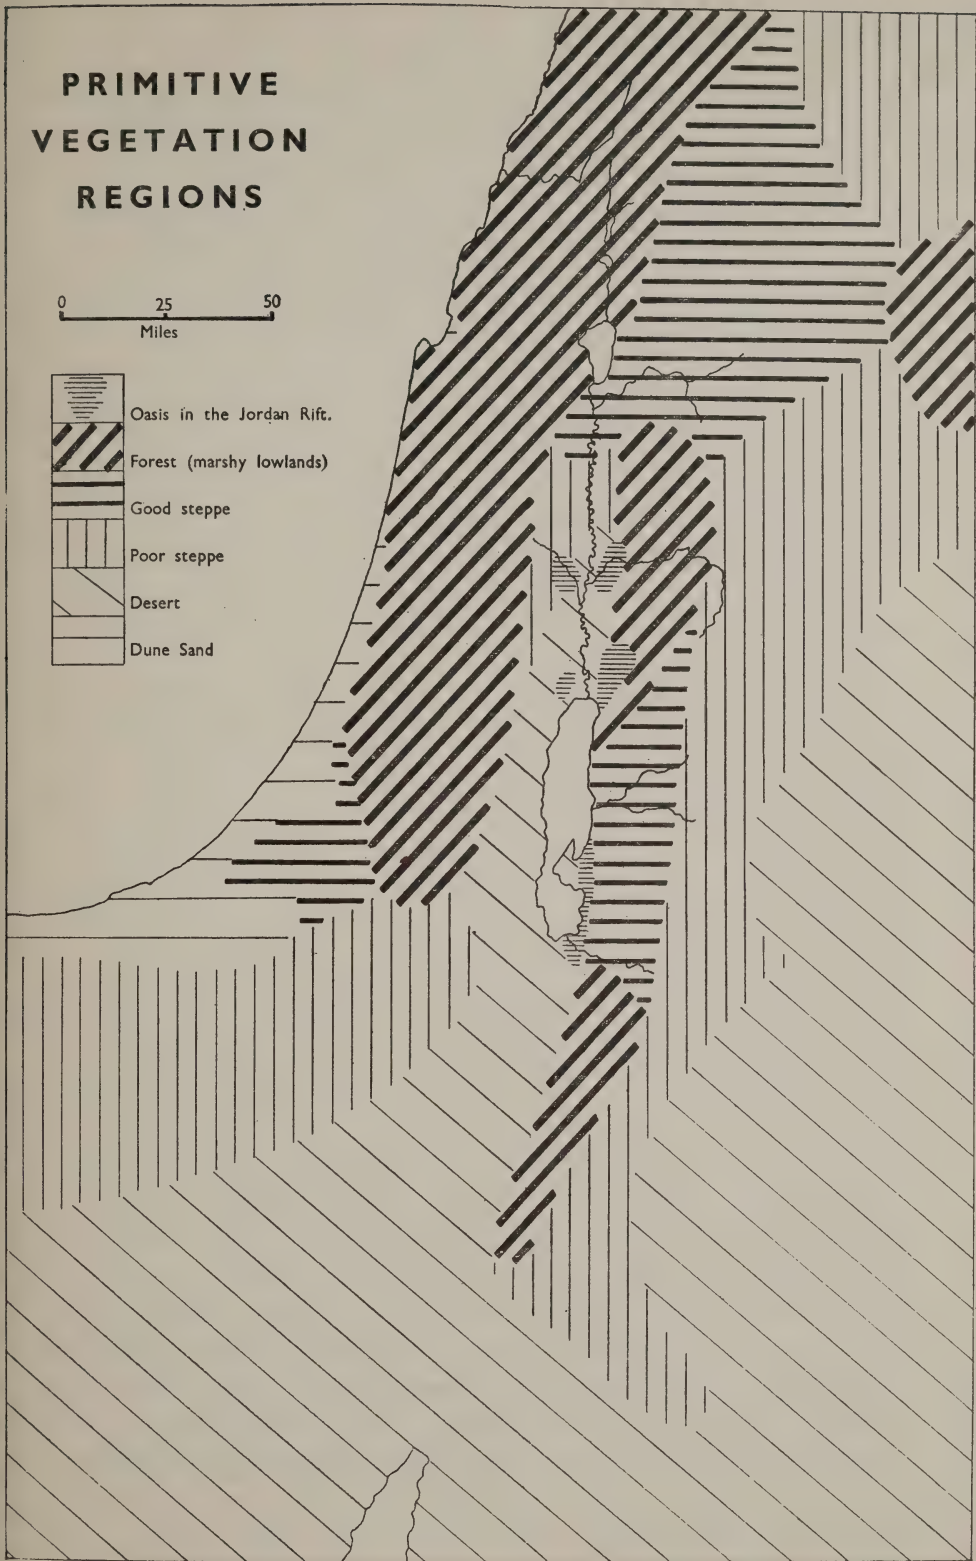 PRIMITIVE
VEGETATION
REGIONS
0 25 50
Miles
Oasis in the Jordan Rift.
Forest (marshy lowlands)
Good steppe
Poor steppe
Desert
Dune Sand